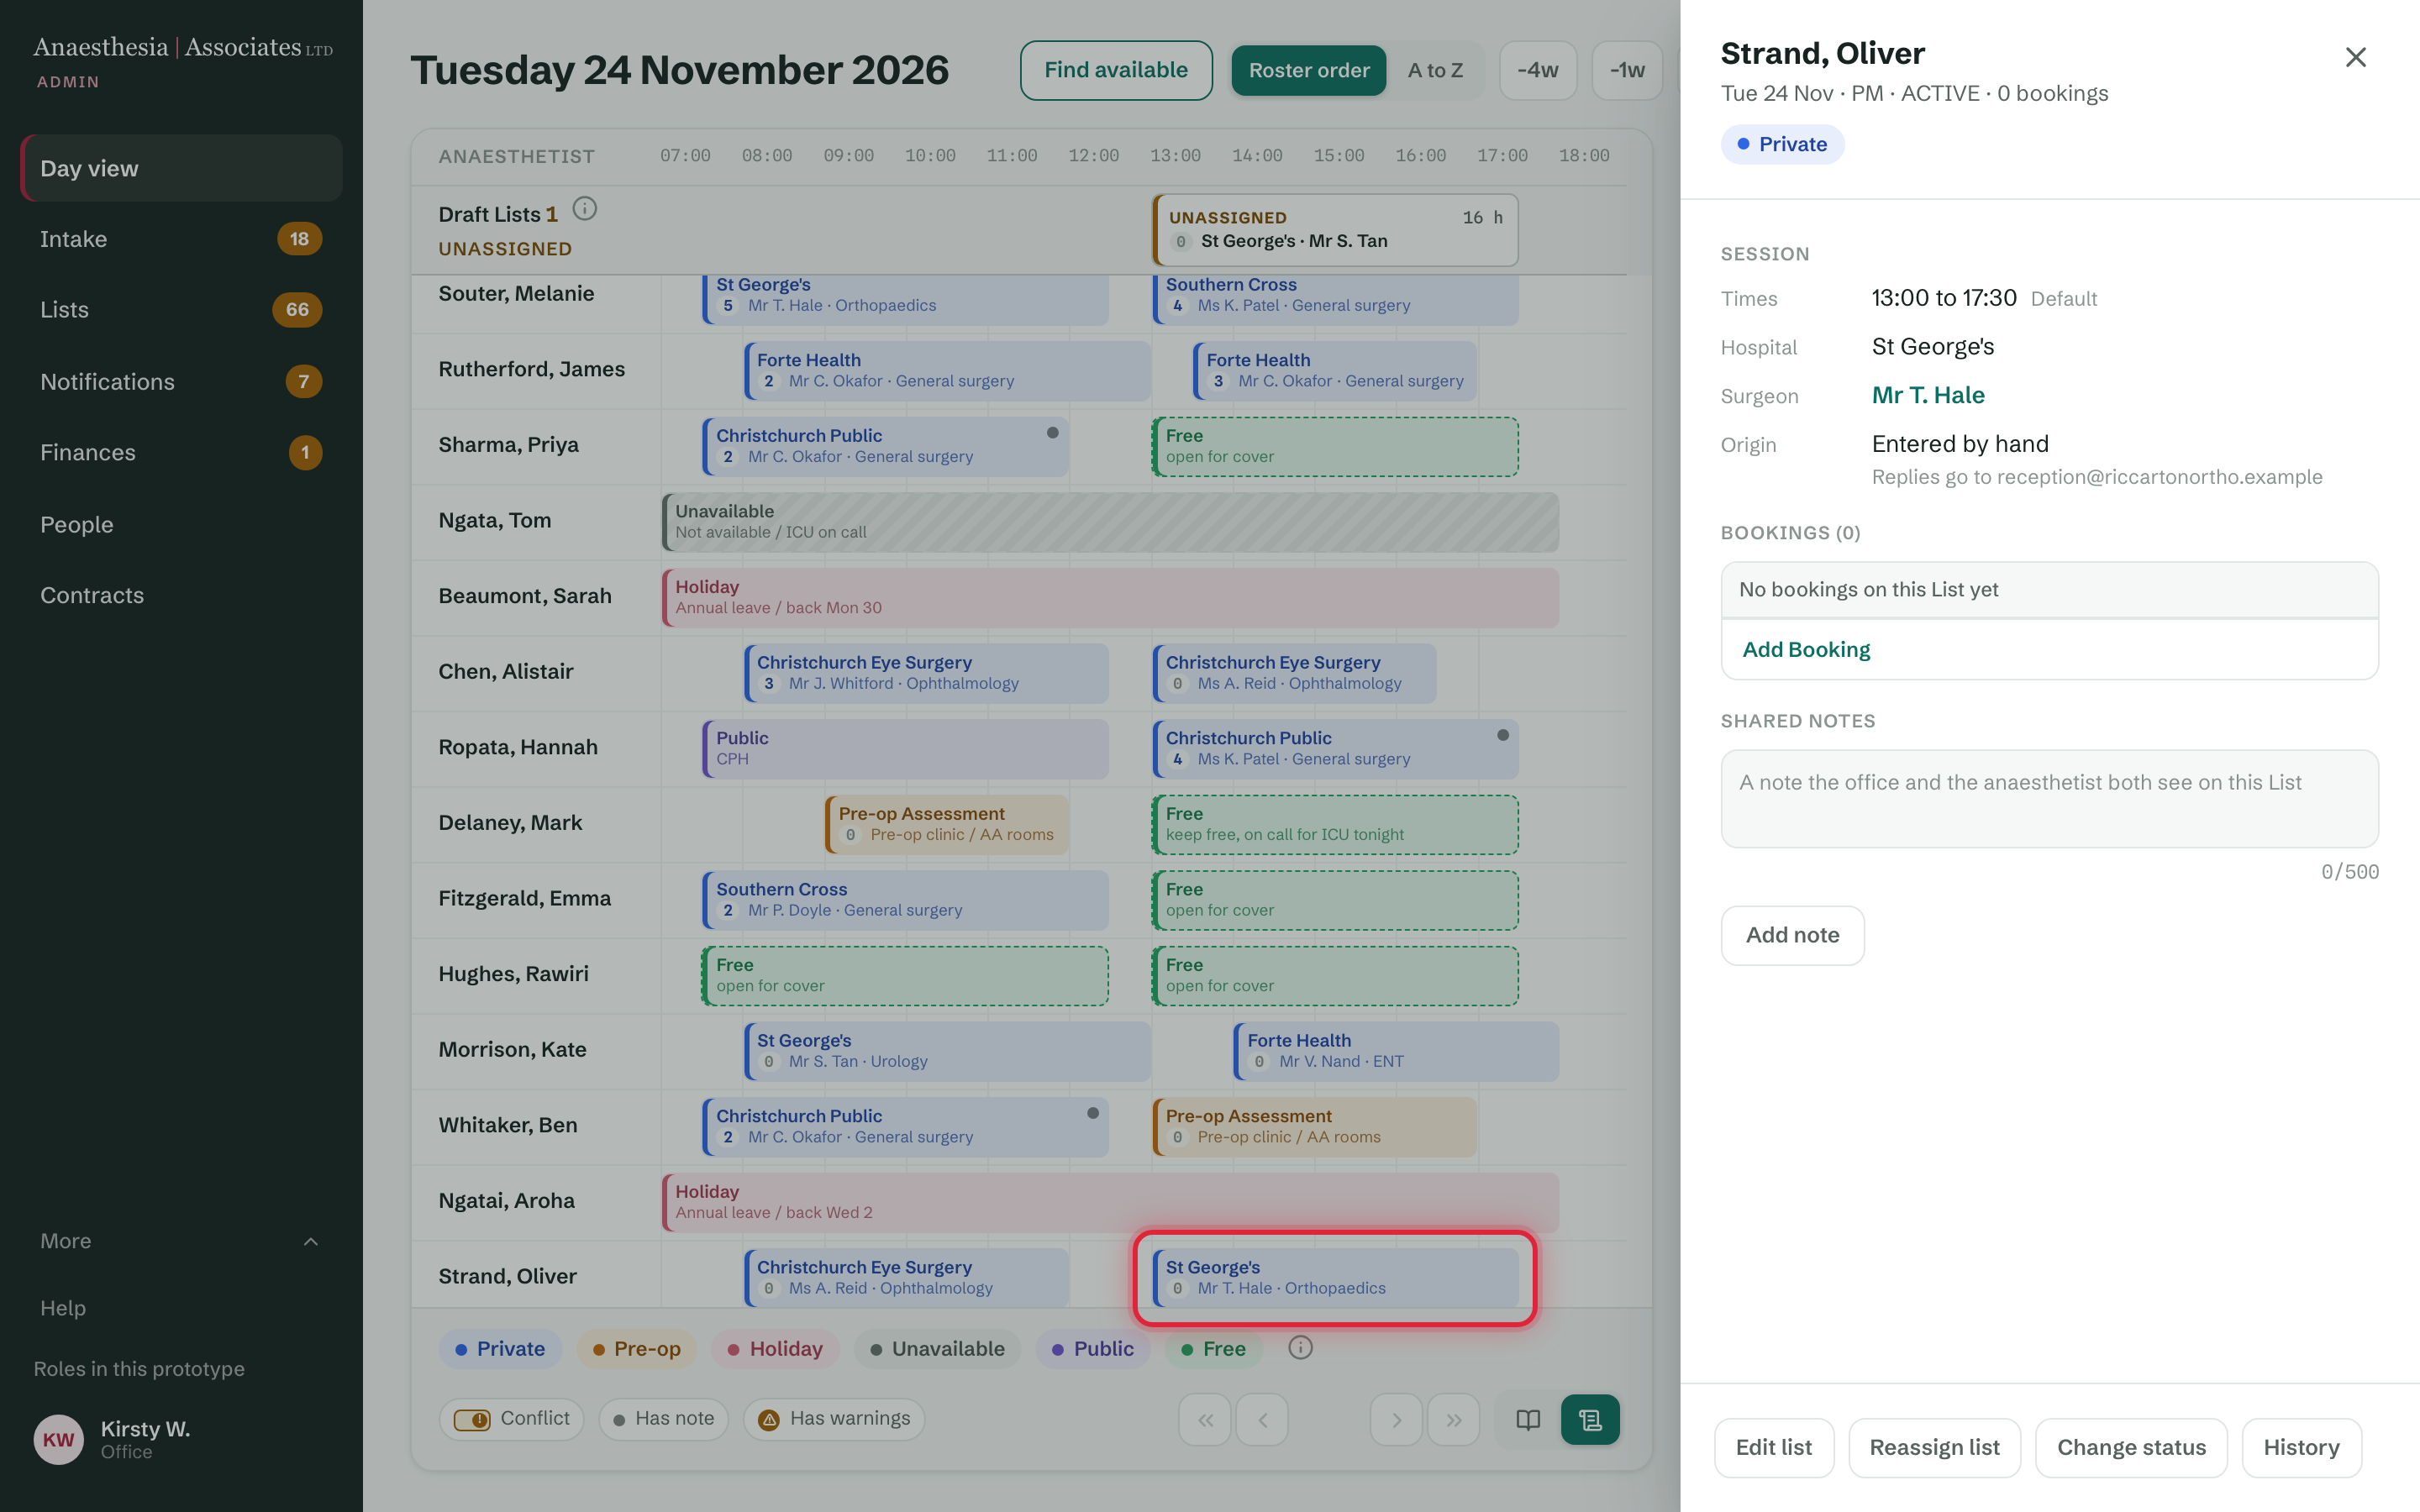 Anaesthesia | Associates LTD
ADMIN
Day view
Intake 18
Lists 66
Notifications 7
Finances 1
People
Contracts
More
Help
Roles in this prototype
KW
Kirsty W.
Office
Tuesday 24 November 2026
Find available
Roster order
A to Z
-4w
-1w
ANAESTHETIST 07:00 08:00 09:00 10:00 11:00 12:00 13:00 14:00 15:00 16:00 17:00 18:00
Draft Lists 1
UNASSIGNED
UNASSIGNED 16 h
0 St George's · Mr S. Tan
Souter, Melanie
St George's
5 Mr T. Hale · Orthopaedics
Southern Cross
4 Ms K. Patel · General surgery
Rutherford, James
Forte Health
2 Mr C. Okafor · General surgery
Forte Health
3 Mr C. Okafor · General surgery
Sharma, Priya
Christchurch Public
2 Mr C. Okafor · General surgery
Free
open for cover
Ngata, Tom
Unavailable
Not available / ICU on call
Beaumont, Sarah
Holiday
Annual leave / back Mon 30
Chen, Alistair
Christchurch Eye Surgery
3 Mr J. Whitford · Ophthalmology
Christchurch Eye Surgery
0 Ms A. Reid · Ophthalmology
Ropata, Hannah
Public
CPH
Christchurch Public
4 Ms K. Patel · General surgery
Delaney, Mark
Pre-op Assessment
0 Pre-op clinic / AA rooms
Free
keep free, on call for ICU tonight
Fitzgerald, Emma
Southern Cross
2 Mr P. Doyle · General surgery
Free
open for cover
Hughes, Rawiri
Free
open for cover
Free
open for cover
Morrison, Kate
St George's
0 Mr S. Tan · Urology
Forte Health
0 Mr V. Nand · ENT
Whitaker, Ben
Christchurch Public
2 Mr C. Okafor · General surgery
Pre-op Assessment
0 Pre-op clinic / AA rooms
Ngatai, Aroha
Holiday
Annual leave / back Wed 2
Strand, Oliver
Christchurch Eye Surgery
0 Ms A. Reid · Ophthalmology
St George's
0 Mr T. Hale · Orthopaedics
Private
Pre-op
Holiday
Unavailable
Public
Free
Conflict
Has note
Has warnings
Strand, Oliver
Tue 24 Nov · PM · ACTIVE · 0 bookings
Private
SESSION
Times 13:00 to 17:30 Default
Hospital St George's
Surgeon Mr T. Hale
Origin Entered by hand
Replies go to reception@riccartonortho.example
BOOKINGS (0)
No bookings on this List yet
Add Booking
SHARED NOTES
A note the office and the anaesthetist both see on this List
0/500
Add note
Edit list
Reassign list
Change status
History